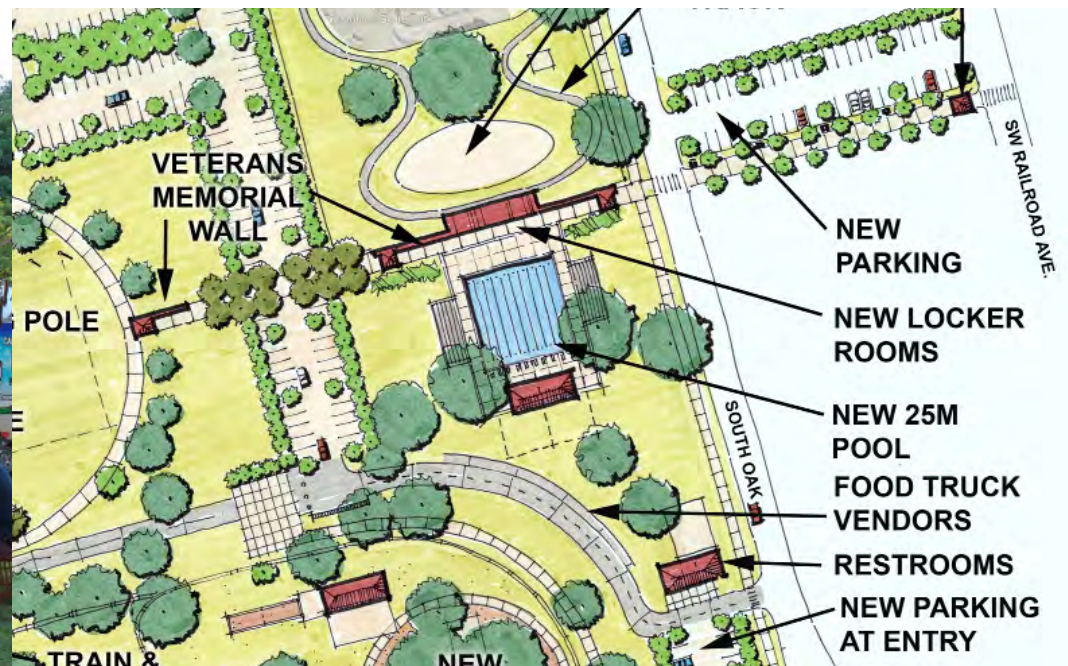 VETERANS
MEMORIAL
WALL
POLE
NEW
PARKING
SW RAILROAD AVE.
NEW LOCKER
ROOMS
NEW 25M
POOL
SOUTH OAK
FOOD TRUCK
VENDORS
RESTROOMS
NEW PARKING
AT ENTRY
TRAIN &
NEW